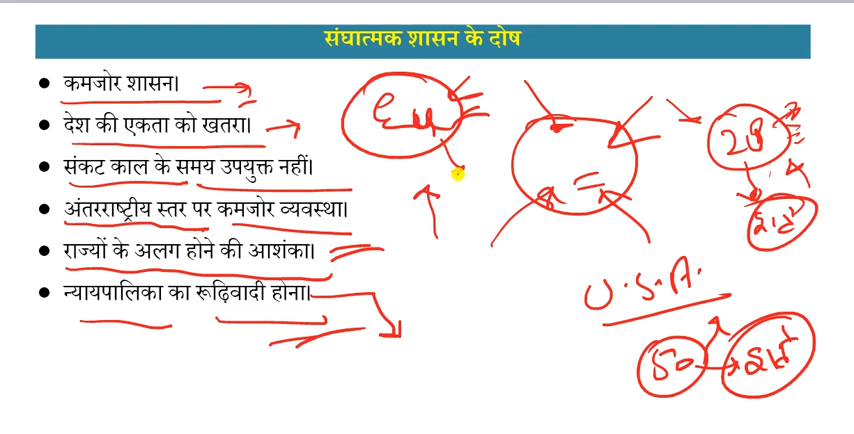 संघात्मक शासन के दोष
● कमजोर शासन।
● देश की एकता को खतरा।
● संकट काल के समय उपयुक्त नहीं।
● अंतरराष्ट्रीय स्तर पर कमजोर व्यवस्था।
● राज्यों के अलग होने की आशंका।
● न्यायपालिका का रूढ़िवादी होना।
28
U.S.A.
50